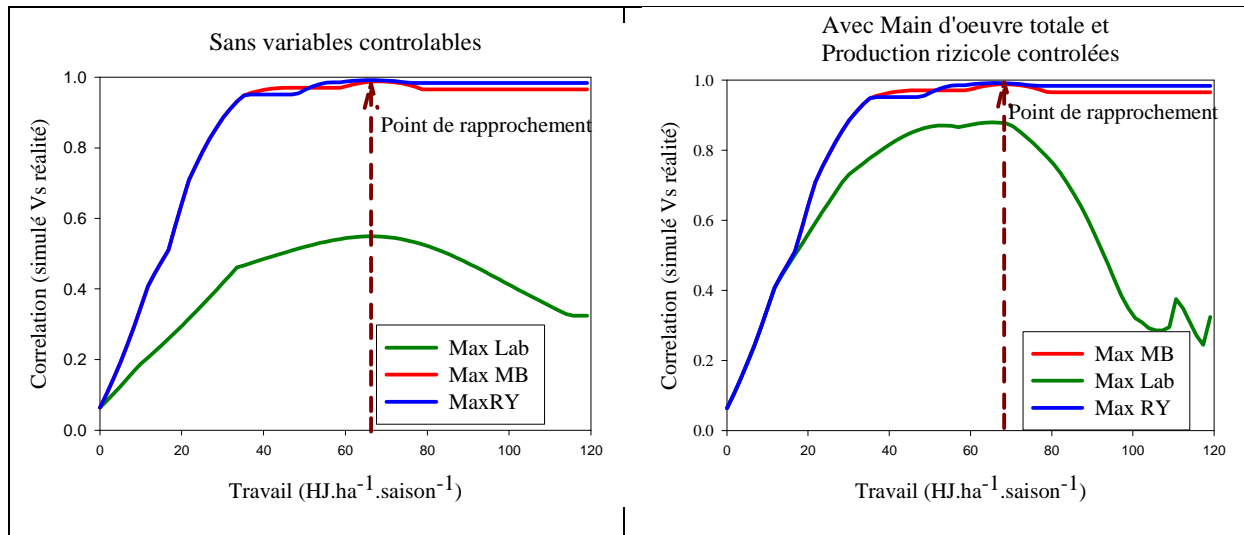 Sans variables controlables
Correlation (simulé Vs réalité)
1.0
0.8
0.6
0.4
0.2
0.0
Point de rapprochement
Max Lab
Max MB
MaxRY
0 20 40 60 80 100 120
Travail (HJ.ha-1.saison-1)
Avec Main d'oeuvre totale et
Production rizicole controlées
Correlation (simulé Vs réalité)
1.0
0.8
0.6
0.4
0.2
0.0
Point de rapprochement
Max MB
Max Lab
Max RY
0 20 40 60 80 100 120
Travail (HJ.ha-1.saison-1)